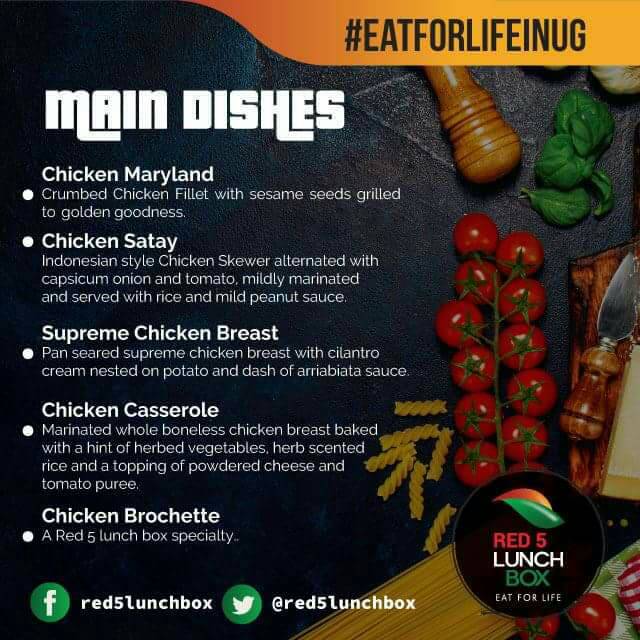 #EATFORLIFEINUG
MAIN DISHES
Chicken Maryland
Crumbed Chicken Fillet with sesame seeds grilled
to golden goodness.
Chicken Satay
Indonesian style Chicken Skewer alternated with
capsicum onion and tomato, mildly marinated
and served with rice and mild peanut sauce.
Supreme Chicken Breast
Pan seared supreme chicken breast with cilantro
cream nested on potato and dash of arriabiata sauce.
Chicken Casserole
Marinated whole boneless chicken breast baked
with a hint of herbed vegetables, herb scented
rice and a topping of powdered cheese and
tomato puree.
Chicken Brochette
A Red 5 lunch box specialty..
RED 5
LUNCH
BOX
EAT FOR LIFE
red5lunchbox @red5lunchbox